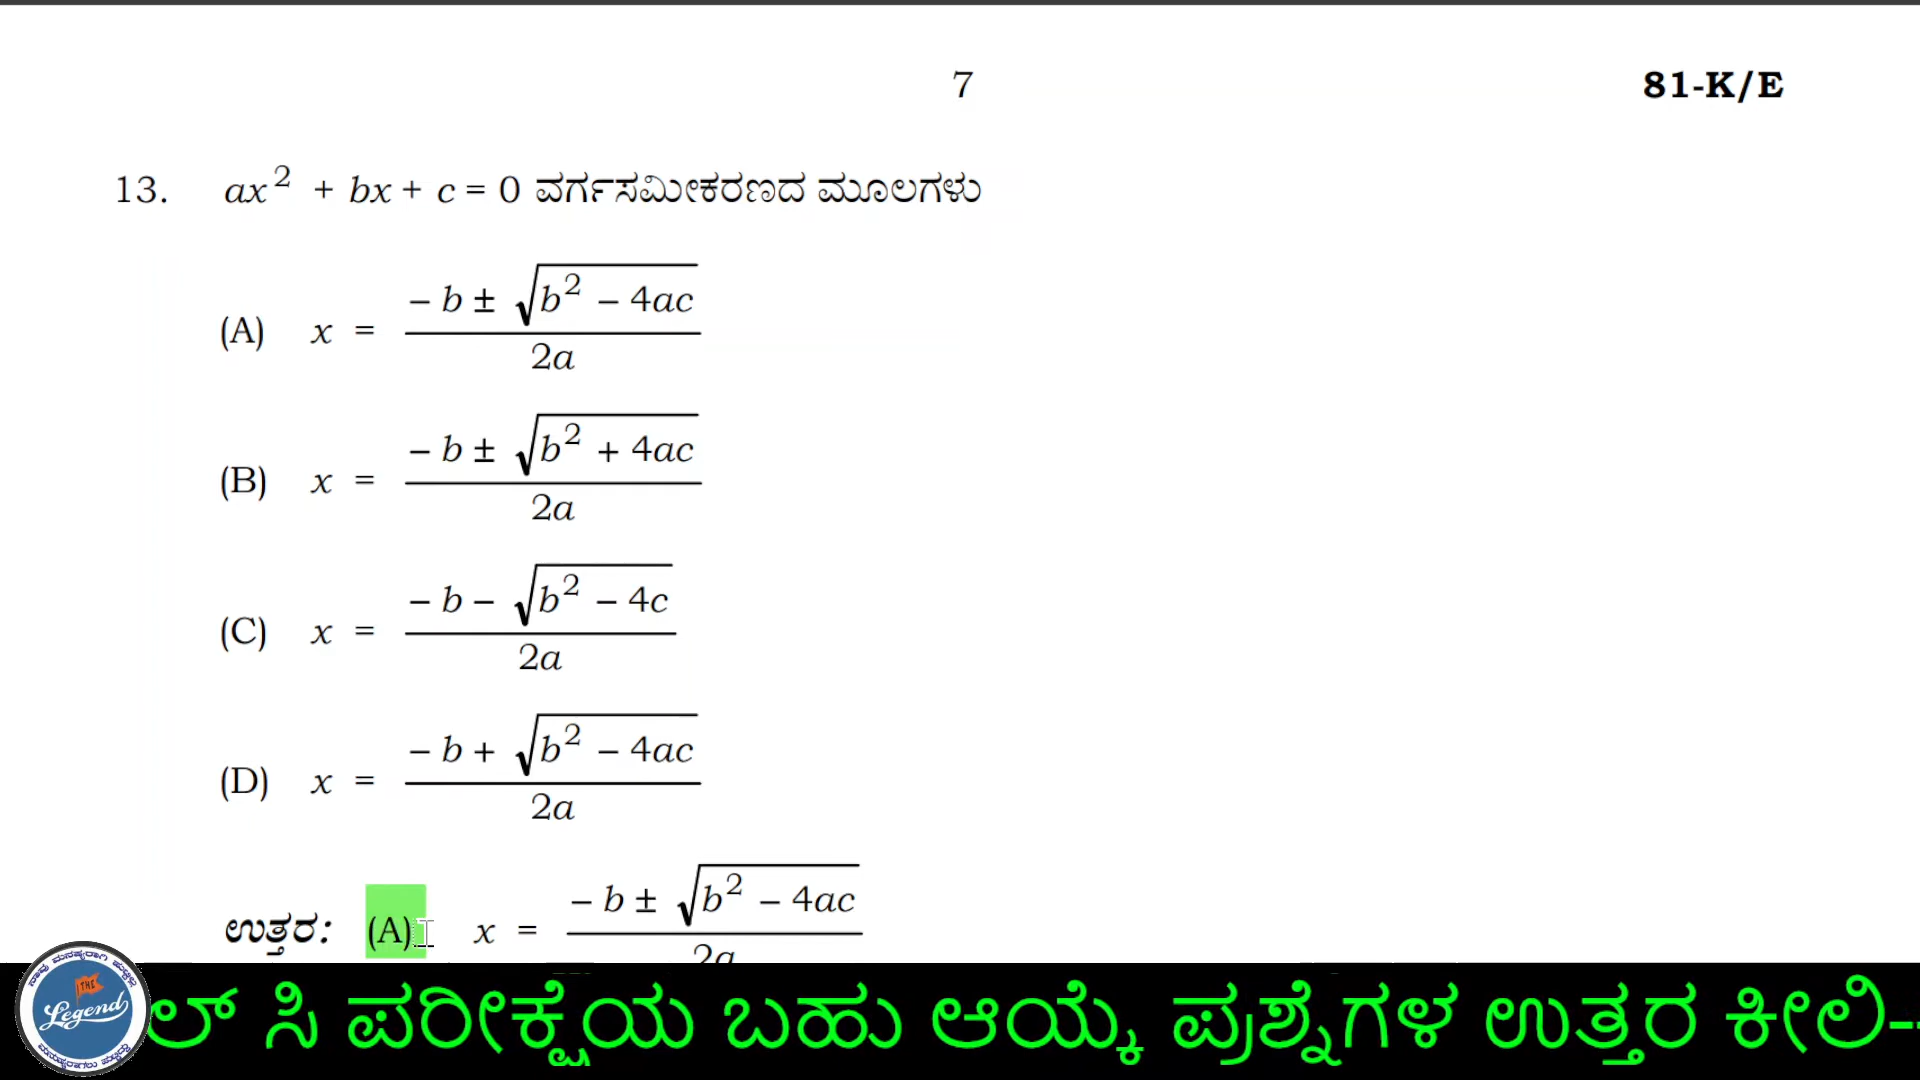 7
81-K/E
13. ax² + bx + c = 0 ವರ್ಗಸಮೀಕರಣದ ಮೂಲಗಳು
(A) x = (– b ± √(b² – 4ac)) / 2a
(B) x = (– b ± √(b² + 4ac)) / 2a
(C) x = (– b – √(b² – 4c)) / 2a
(D) x = (– b + √(b² – 4ac)) / 2a
ಉತ್ತರ: (A) x = (– b ± √(b² – 4ac)) / 2a
ಲ್ ಸಿ ಪರೀಕ್ಷೆಯ ಬಹು ಆಯ್ಕೆ ಪ್ರಶ್ನೆಗಳ ಉತ್ತರ ಕೀಲಿ-
THE
Legend